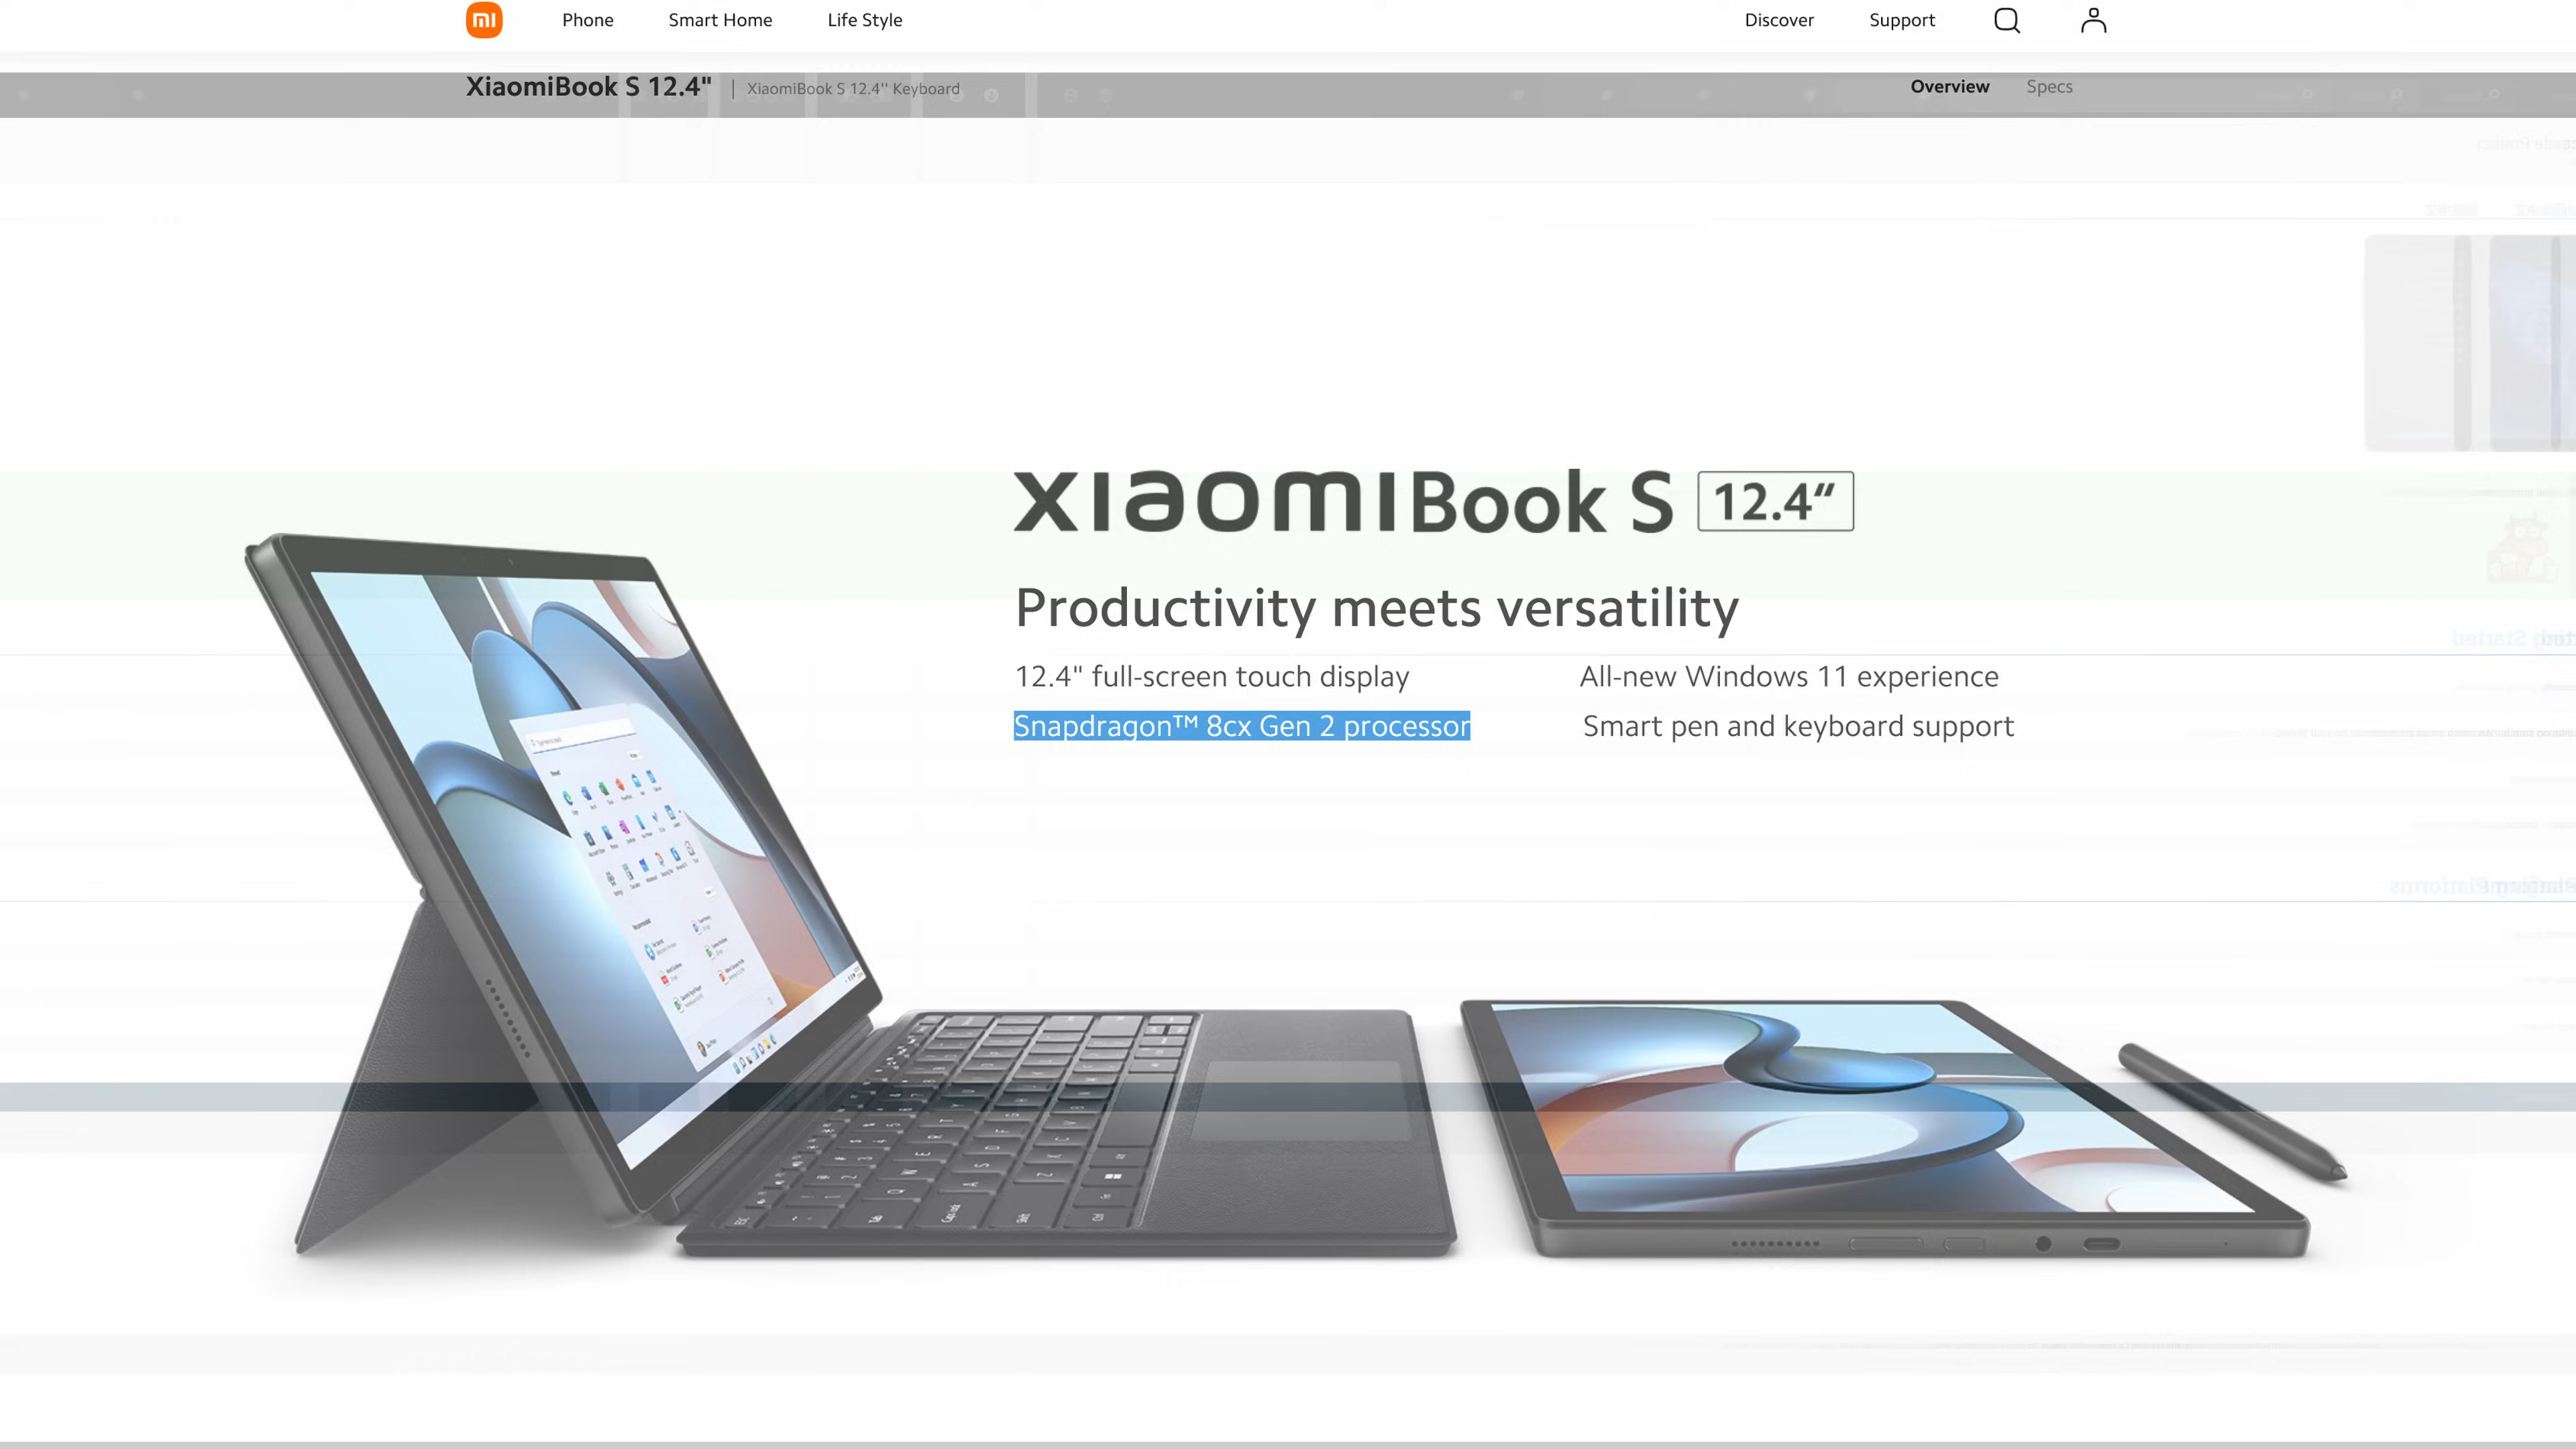 mi
Phone
Smart Home
Life Style
Discover
Support
XiaomiBook S 12.4"
XiaomiBook S 12.4'' Keyboard
Overview
Specs
xiaomiBook S 12.4”
Productivity meets versatility
12.4" full-screen touch display
All-new Windows 11 experience
Snapdragon™ 8cx Gen 2 processor
Smart pen and keyboard support